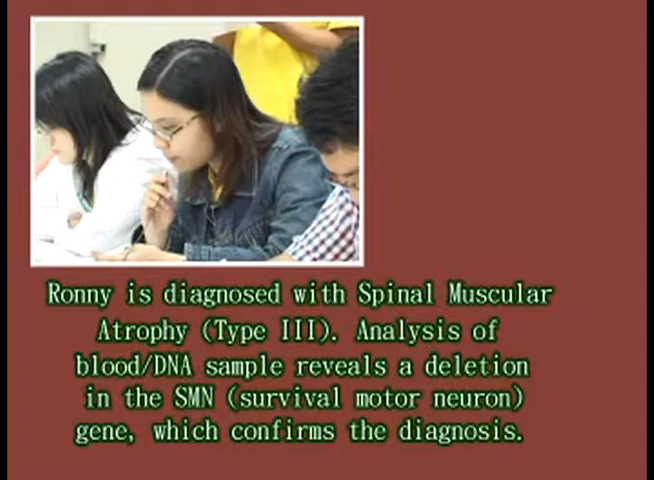 Ronny is diagnosed with Spinal Muscular
Atrophy (Type III). Analysis of
blood/DNA sample reveals a deletion
in the SMN (survival motor neuron)
gene, which confirms the diagnosis.